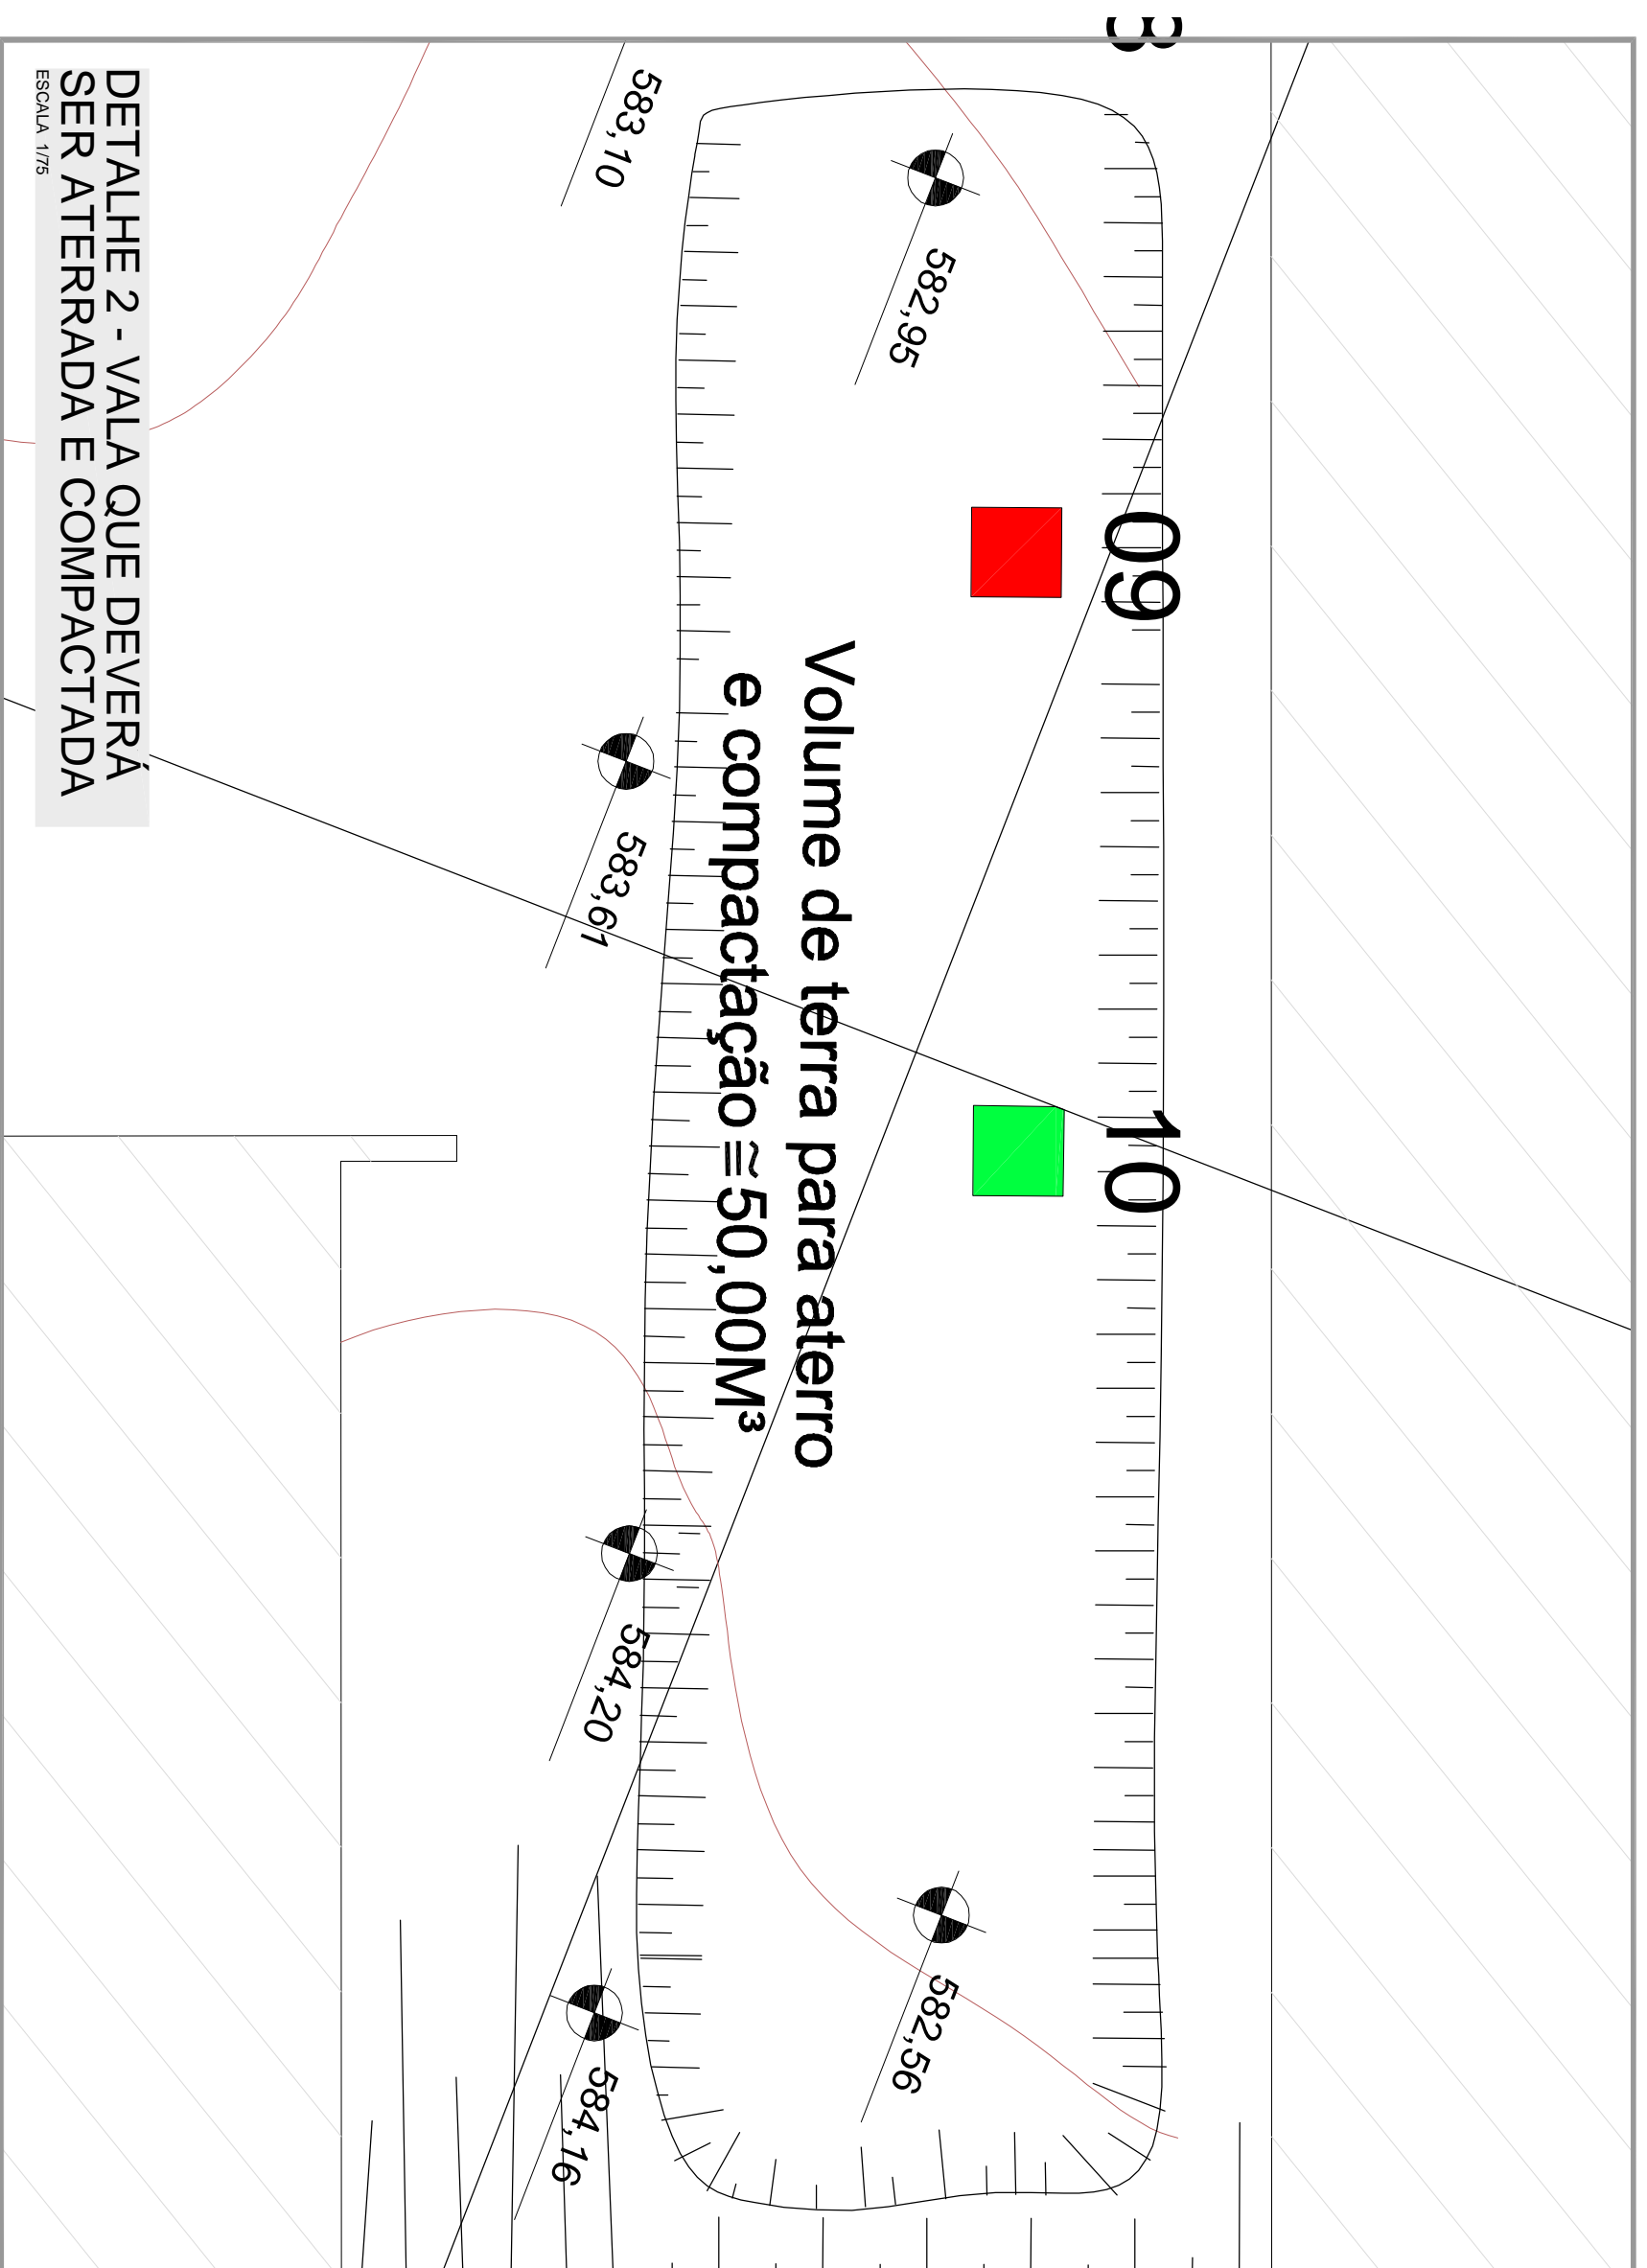 DETALHE 2 - VALA QUE DEVERÁ
SER ATERRADA E COMPACTADA
ESCALA 1/75
583,10
582,95
09
Volume de terra para aterro
e compactação≅50,00M³
583,61
10
584,20
582,56
584,16